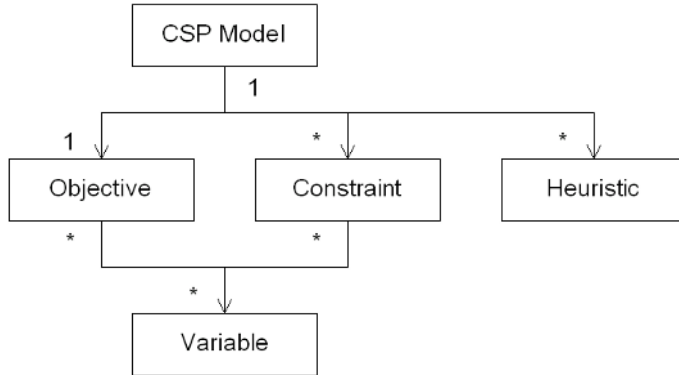 CSP Model
1
1
*
*
Objective
Constraint
Heuristic
*
*
*
Variable